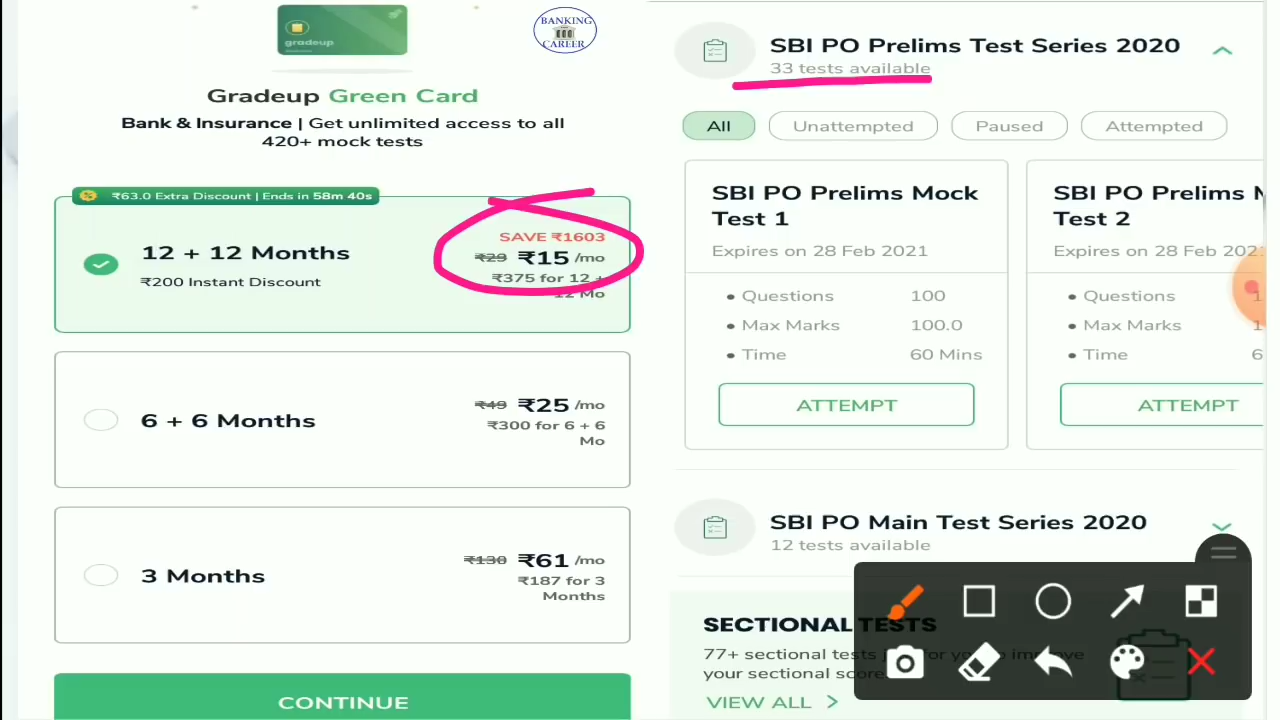 gradeup
BANKING
CAREER
Gradeup Green Card
Bank & Insurance | Get unlimited access to all
420+ mock tests
₹63.0 Extra Discount | Ends in 58m 40s
12 + 12 Months
₹200 Instant Discount
SAVE ₹1603
₹29 ₹15 /mo
₹375 for 12 +
12 Mo
6 + 6 Months
₹49 ₹25 /mo
₹300 for 6 + 6
Mo
3 Months
₹130 ₹61 /mo
₹187 for 3
Months
CONTINUE
SBI PO Prelims Test Series 2020
33 tests available
All
Unattempted
Paused
Attempted
SBI PO Prelims Mock
Test 1
Expires on 28 Feb 2021
• Questions 100
• Max Marks 100.0
• Time 60 Mins
ATTEMPT
SBI PO Prelims
Test 2
Expires on 28 Feb 2021
• Questions
• Max Marks
• Time
ATTEMPT
SBI PO Main Test Series 2020
12 tests available
SECTIONAL TESTS
77+ sectional tests for you to improve
your sectional score
VIEW ALL >